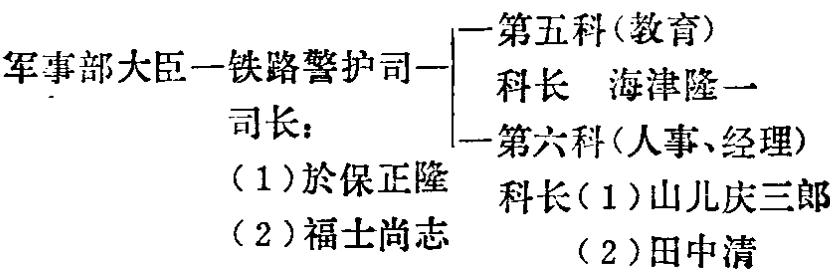 军事部大臣—铁路警护司
司长：
（1）於保正隆
（2）福士尚志
第五科（教育）
科长　海津隆一
第六科（人事、经理）
科长（1）山儿庆三郎
（2）田中清